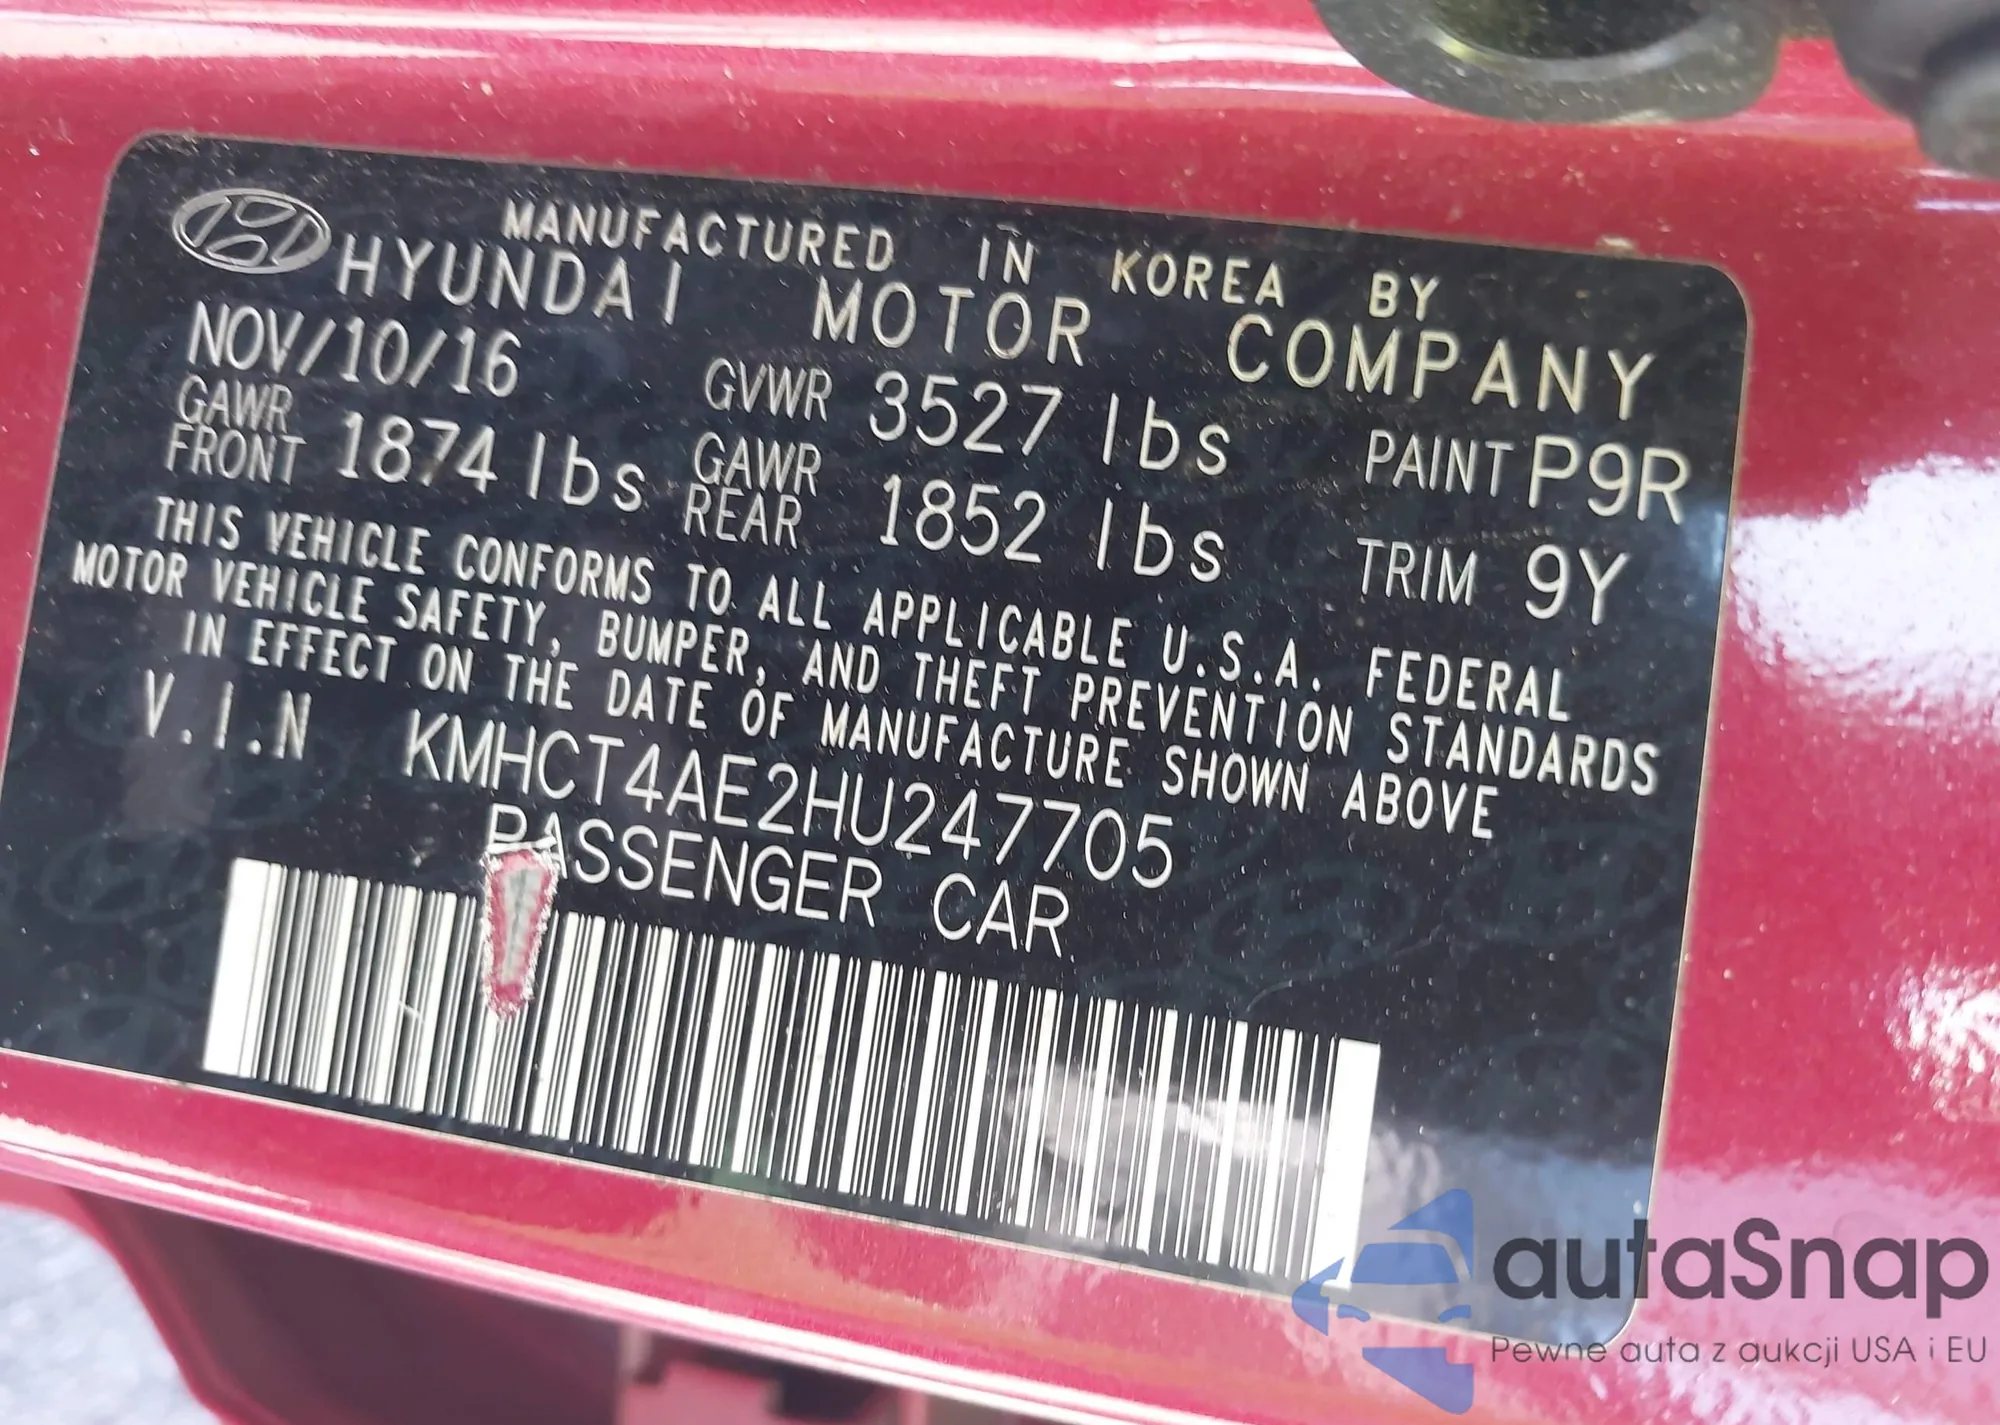 MANUFACTURED IN KOREA BY
HYUNDAI MOTOR COMPANY
NOV/10/16 GVWR 3527 lbs PAINT P9R
GAWR FRONT 1874 lbs GAWR REAR 1852 lbs TRIM 9Y
THIS VEHICLE CONFORMS TO ALL APPLICABLE U.S.A. FEDERAL
MOTOR VEHICLE SAFETY, BUMPER, AND THEFT PREVENTION STANDARDS
IN EFFECT ON THE DATE OF MANUFACTURE SHOWN ABOVE
V.I.N KMHCT4AE2HU247705
PASSENGER CAR
autaSnap
Pewne auta z aukcji USA i EU